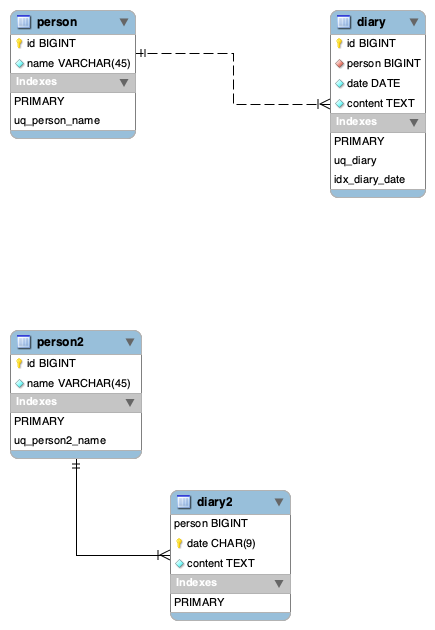 person
id BIGINT
name VARCHAR(45)
Indexes
PRIMARY
uq_person_name
diary
id BIGINT
person BIGINT
date DATE
content TEXT
Indexes
PRIMARY
uq_diary
idx_diary_date
person2
id BIGINT
name VARCHAR(45)
Indexes
PRIMARY
uq_person2_name
diary2
person BIGINT
date CHAR(9)
content TEXT
Indexes
PRIMARY